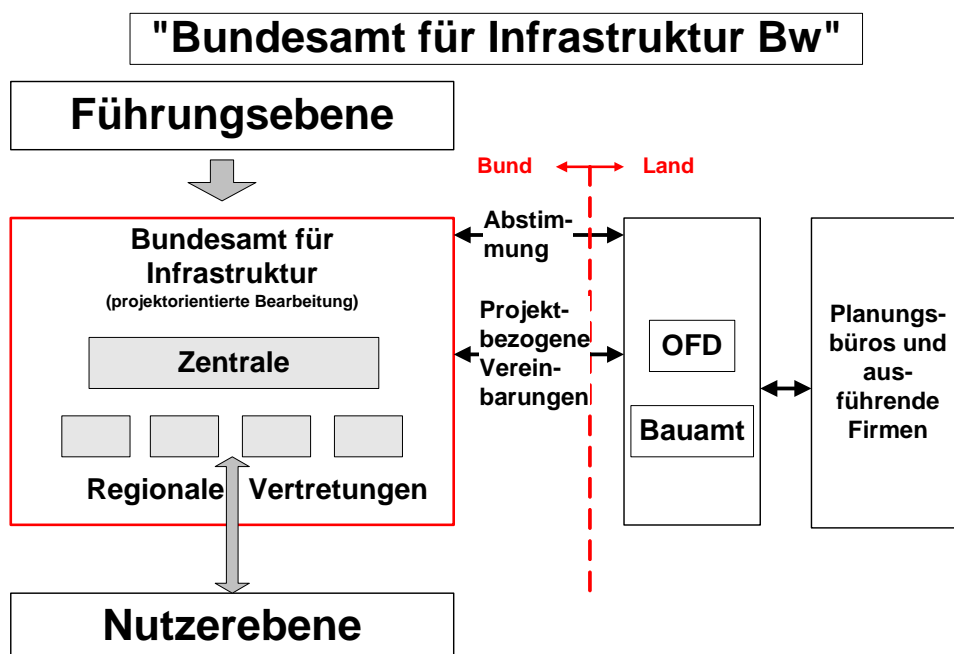 "Bundesamt für Infrastruktur Bw"
Führungsebene
Bund
Land
Bundesamt für
Infrastruktur
(projektorientierte Bearbeitung)
Zentrale
Regionale Vertretungen
Abstim-
mung
Projekt-
bezogene
Verein-
barungen
OFD
Bauamt
Planungs-
büros und
aus-
führende
Firmen
Nutzerebene